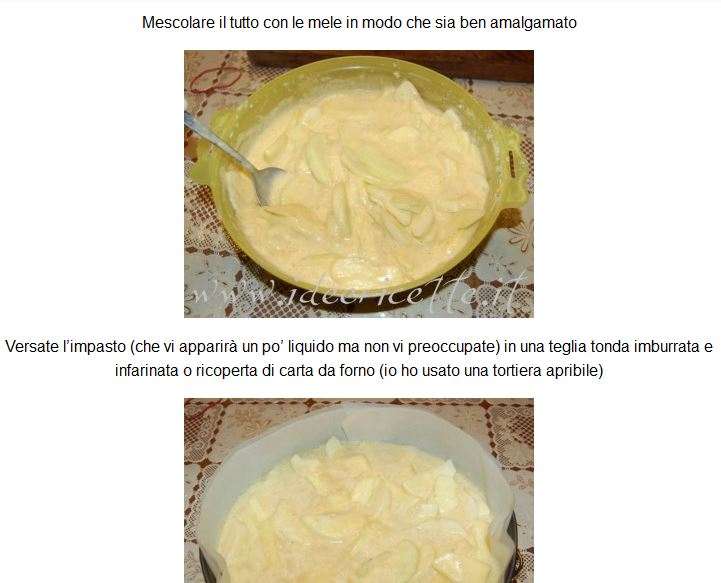 Mescolare il tutto con le mele in modo che sia ben amalgamato
www.ideericette.it
Versate l'impasto (che vi apparirà un po' liquido ma non vi preoccupate) in una teglia tonda imburrata e
infarinata o ricoperta di carta da forno (io ho usato una tortiera apribile)